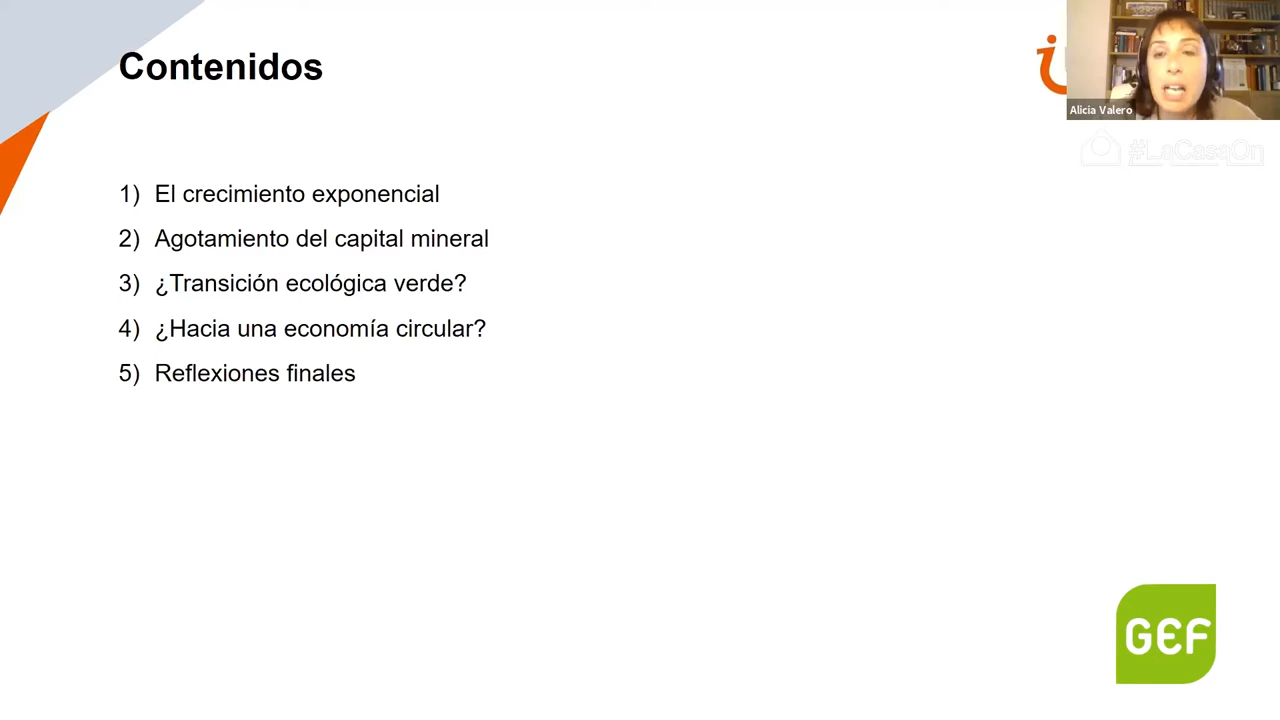 Contenidos
Alicia Valero
#LaCasaOn
1) El crecimiento exponencial
2) Agotamiento del capital mineral
3) ¿Transición ecológica verde?
4) ¿Hacia una economía circular?
5) Reflexiones finales
GEF